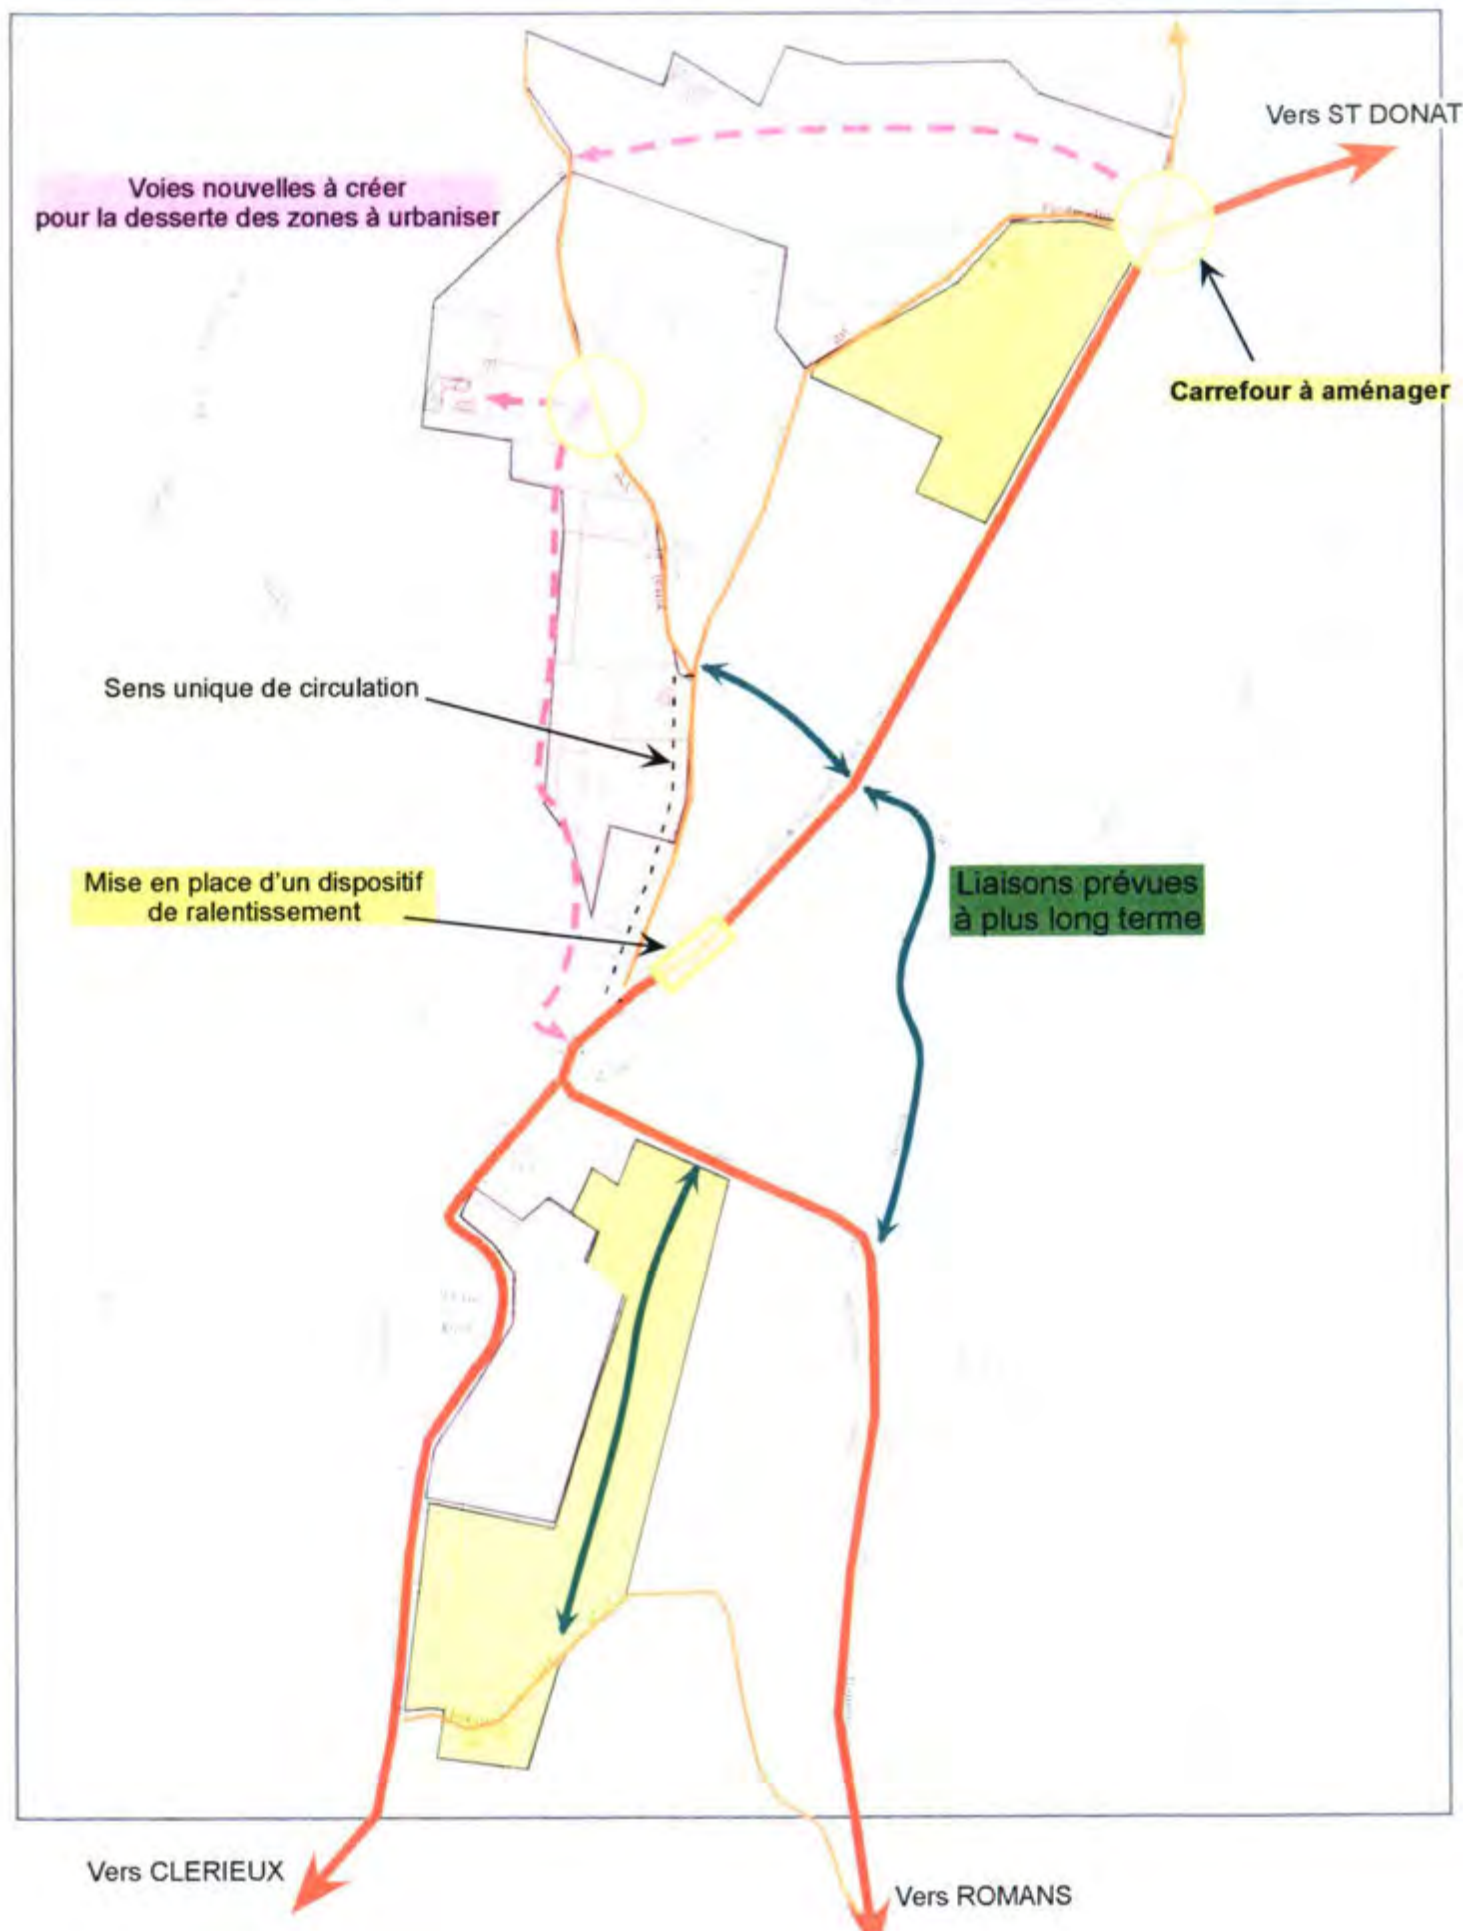 Vers ST DONAT
Voies nouvelles à créer
pour la desserte des zones à urbaniser
Carrefour à aménager
Sens unique de circulation
Mise en place d'un dispositif
de ralentissement
Liaisons prévues
à plus long terme
Vers CLERIEUX
Vers ROMANS